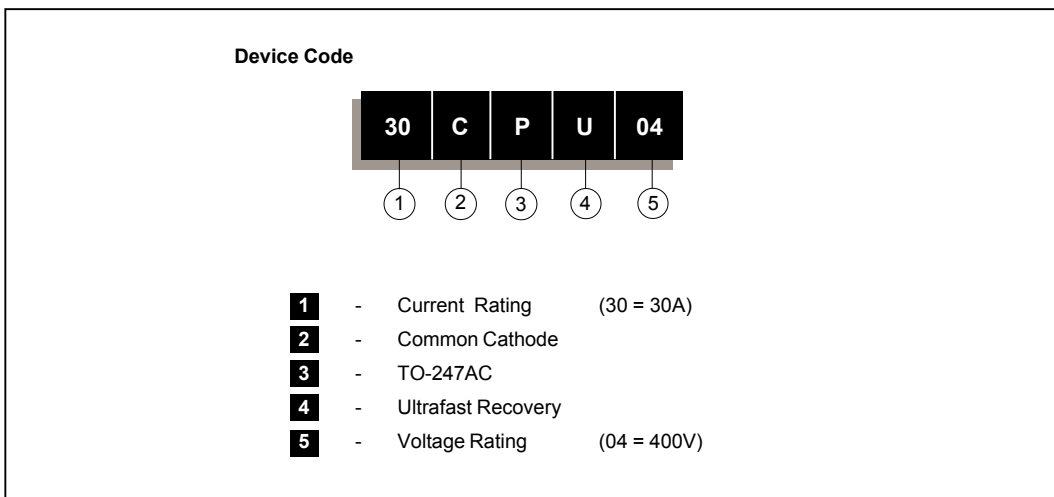 Device Code
30 C P U 04
1 2 3 4 5
1 - Current Rating (30 = 30A)
2 - Common Cathode
3 - TO-247AC
4 - Ultrafast Recovery
5 - Voltage Rating (04 = 400V)